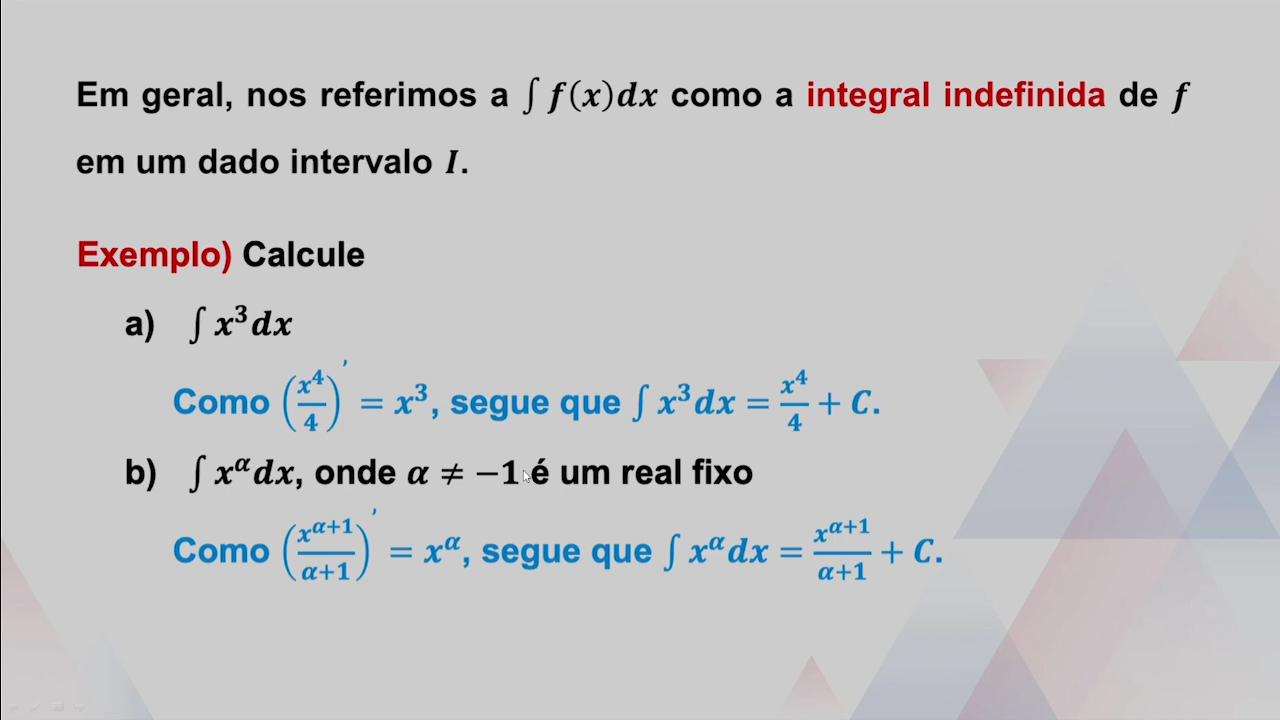 Em geral, nos referimos a ∫ f(x)dx como a integral indefinida de f
em um dado intervalo I.
Exemplo) Calcule
a) ∫ x³dx
Como (x⁴/4)' = x³, segue que ∫ x³dx = x⁴/4 + C.
b) ∫ x^α dx, onde α ≠ −1 é um real fixo
Como (x^(α+1)/(α+1))' = x^α, segue que ∫ x^α dx = x^(α+1)/(α+1) + C.